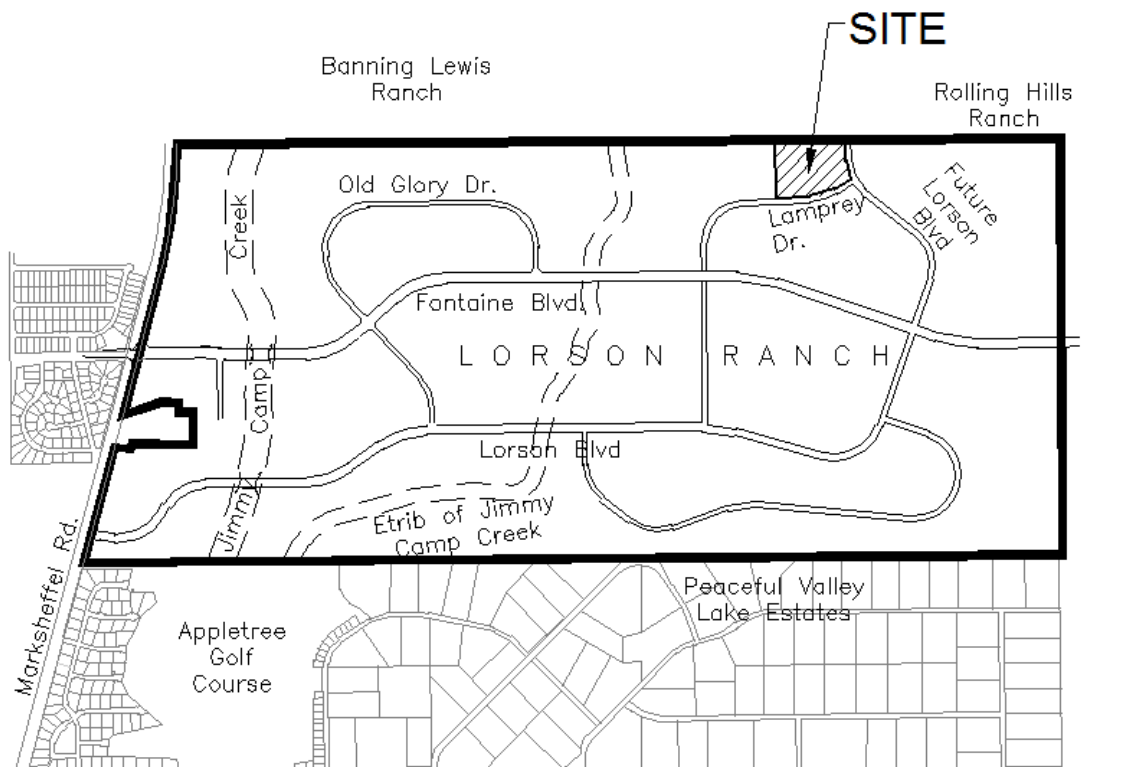 SITE
Banning Lewis
Ranch
Rolling Hills
Ranch
Old Glory Dr.
Creek
Lamprey
Dr.
Future
Lorson
Blvd
Fontaine Blvd.
LORSON RANCH
Camp
Lorson Blvd
Jimmy
Etrib of Jimmy
Camp Creek
Marksheffel Rd.
Peaceful Valley
Lake Estates
Appletree
Golf
Course